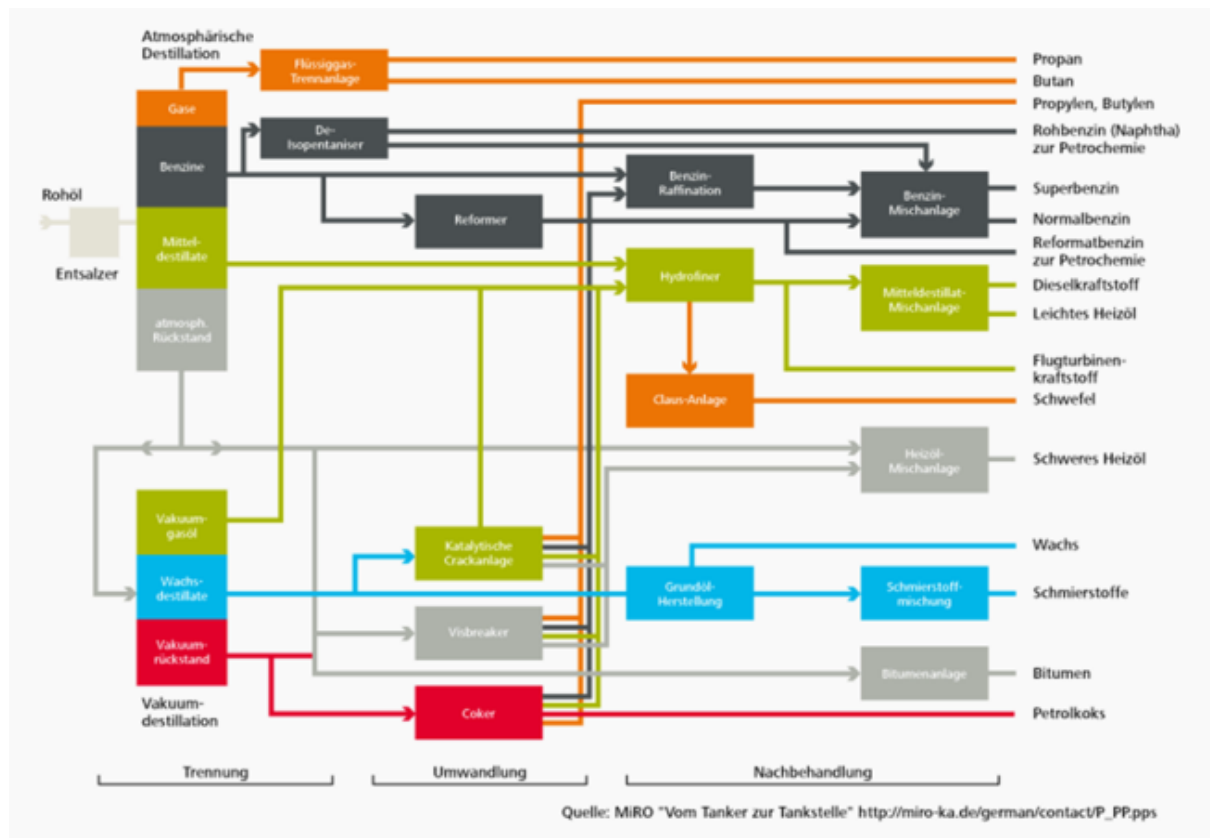 Atmosphärische
Destillation
Flüssiggas-
Trennanlage
Propan
Butan
Gase
Propylen, Butylen
De-
Isopentaniser
Rohbenzin (Naphtha)
zur Petrochemie
Benzine
Benzin-
Raffination
Benzin-
Mischanlage
Superbenzin
Rohöl
Reformer
Normalbenzin
Mittel-
destillate
Reformatbenzin
zur Petrochemie
Entsalzer
Hydrofiner
Mitteldestillat-
Mischanlage
Dieselkraftstoff
Leichtes Heizöl
atmosph.
Rückstand
Flugturbinen-
kraftstoff
Claus-Anlage
Schwefel
Heizöl-
Mischanlage
Schweres Heizöl
Vakuum-
gasöl
Katalytische
Crackanlage
Wachs
Wachs-
destillate
Grundöl-
Herstellung
Schmierstoff-
mischung
Schmierstoffe
Visbreaker
Vakuum-
rückstand
Bitumenanlage
Bitumen
Vakuum-
destillation
Coker
Petrolkoks
Trennung
Umwandlung
Nachbehandlung
Quelle: MiRO "Vom Tanker zur Tankstelle" http://miro-ka.de/german/contact/P_PP.pps